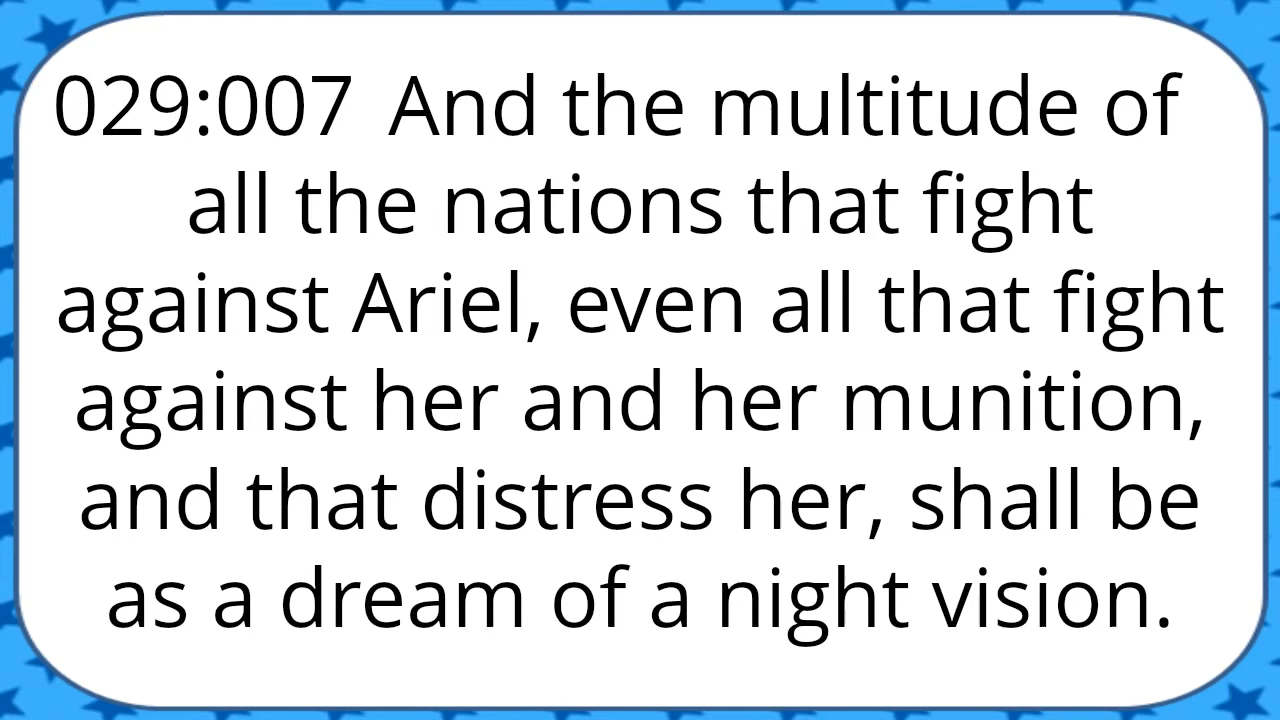 029:007 And the multitude of
all the nations that fight
against Ariel, even all that fight
against her and her munition,
and that distress her, shall be
as a dream of a night vision.